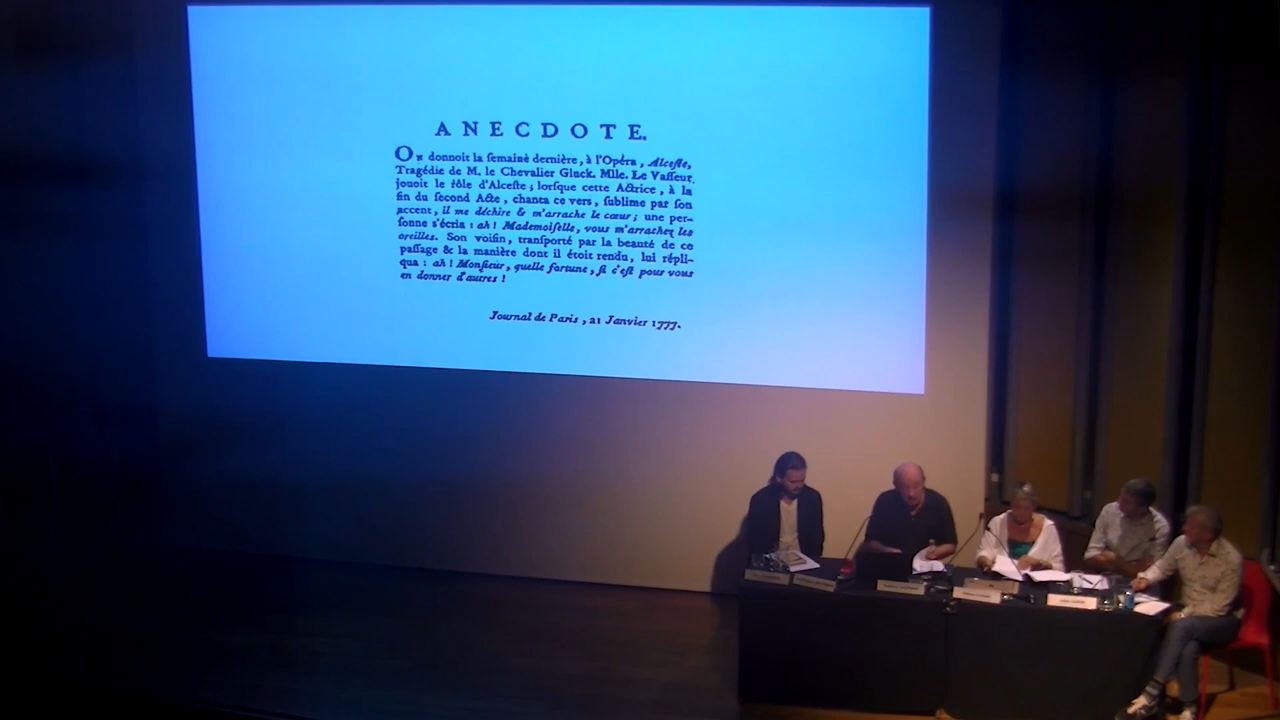 ANECDOTE.
On donnoit la ſemainè dernière, à l'Opéra, Alceſte,
Tragédie de M. le Chevalier Gluck. Mlle. Le Vaſſeur
jouoit le rôle d'Alceſte ; lorſque cette Actrice, à la
fin du ſecond Acte, chanta ce vers, ſublime par ſon
accent, il me déchire & m'arrache le cœur ; une per-
ſonne s'écria : ah ! Mademoiſelle, vous m'arrachez les
oreilles. Son voiſin, tranſporté par la beauté de ce
paſſage & la manière dont il étoit rendu, lui répli-
qua : ah ! Monſieur, quelle fortune, ſi c'eſt pour vous
en donner d'autres !
Journal de Paris, 21 Janvier 1777.